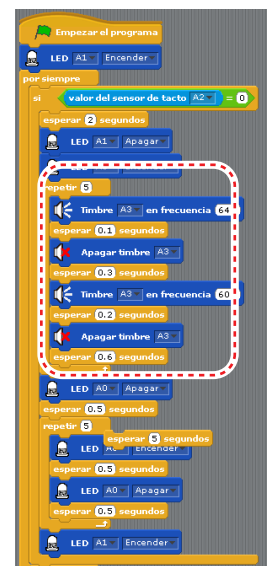 Empezar el programa
LED A1 Encender
por siempre
si valor del sensor de tacto A2 = 0
esperar 2 segundos
LED A1 Apagar
repetir 5
Timbre A3 en frecuencia 64
esperar 0.1 segundos
Apagar timbre A3
esperar 0.3 segundos
Timbre A3 en frecuencia 60
esperar 0.2 segundos
Apagar timbre A3
esperar 0.6 segundos
LED A0 Apagar
esperar 0.5 segundos
repetir 5
esperar 5 segundos
LED A0 Encender
esperar 0.5 segundos
LED A0 Apagar
esperar 0.5 segundos
LED A1 Encender